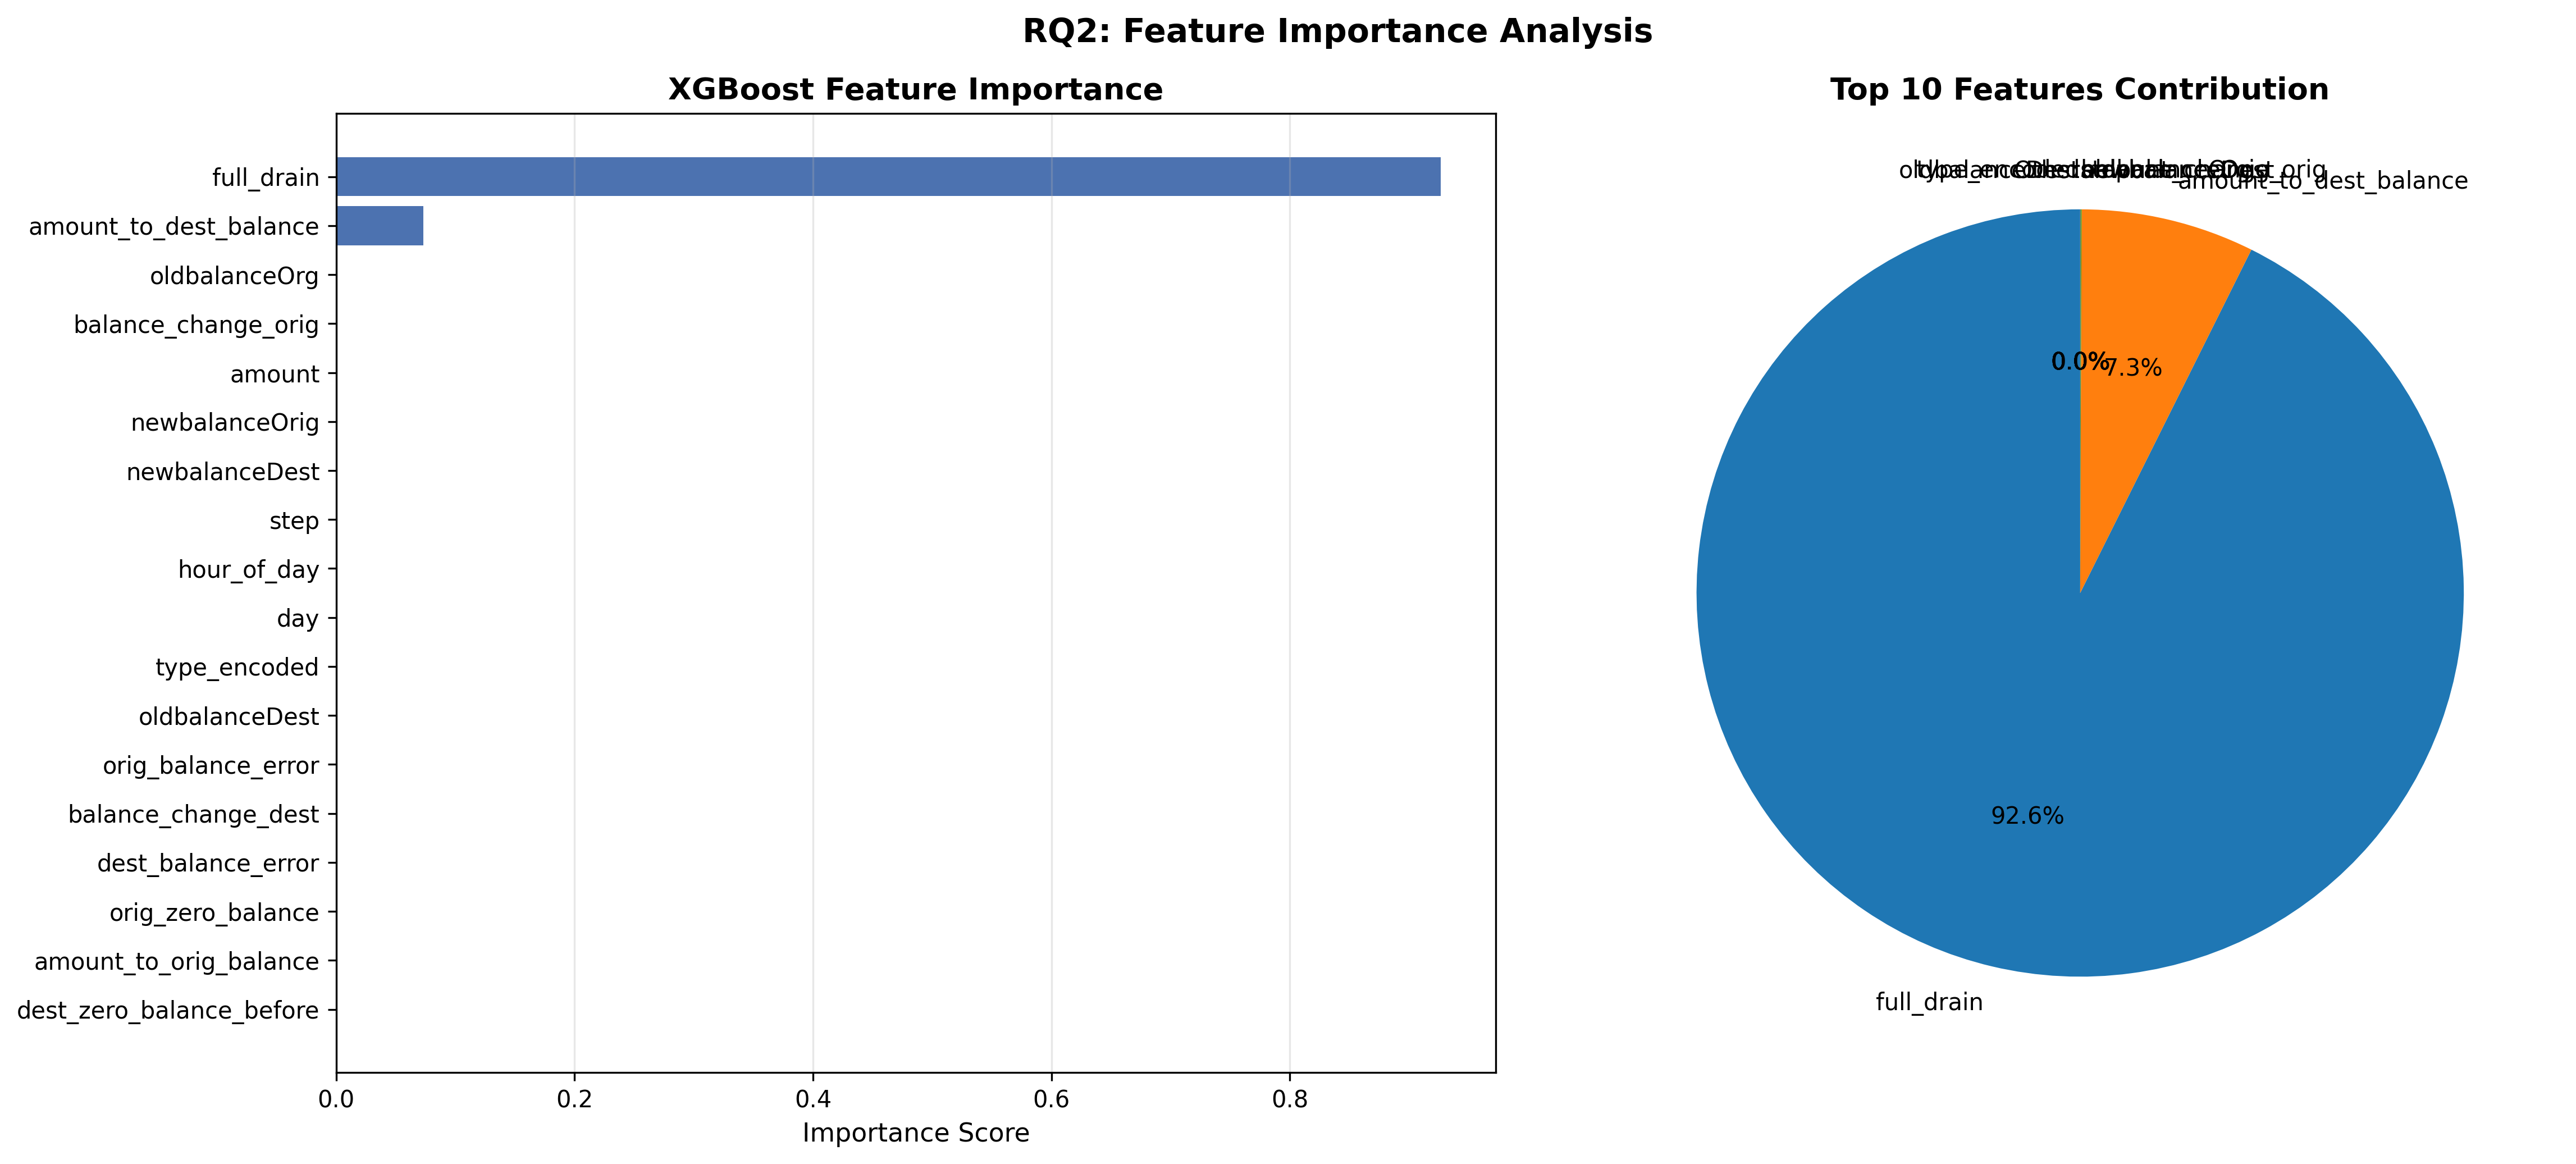 RQ2: Feature Importance Analysis
XGBoost Feature Importance
full_drain
amount_to_dest_balance
oldbalanceOrg
balance_change_orig
amount
newbalanceOrig
newbalanceDest
step
hour_of_day
day
type_encoded
oldbalanceDest
orig_balance_error
balance_change_dest
dest_balance_error
orig_zero_balance
amount_to_orig_balance
dest_zero_balance_before
0.0
0.2
0.4
0.6
0.8
Importance Score
Top 10 Features Contribution
amount_to_dest_balance
0.0%
7.3%
92.6%
full_drain